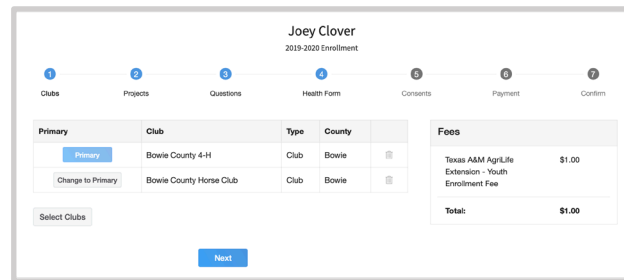 Joey Clover
2019-2020 Enrollment
1 2 3 4 5 6 7
Clubs Projects Questions Health Form Consents Payment Confirm
Primary Club Type County
Primary Bowie County 4-H Club Bowie
Change to Primary Bowie County Horse Club Club Bowie
Select Clubs
Next
Fees
Texas A&M AgriLife $1.00
Extension - Youth
Enrollment Fee
Total: $1.00